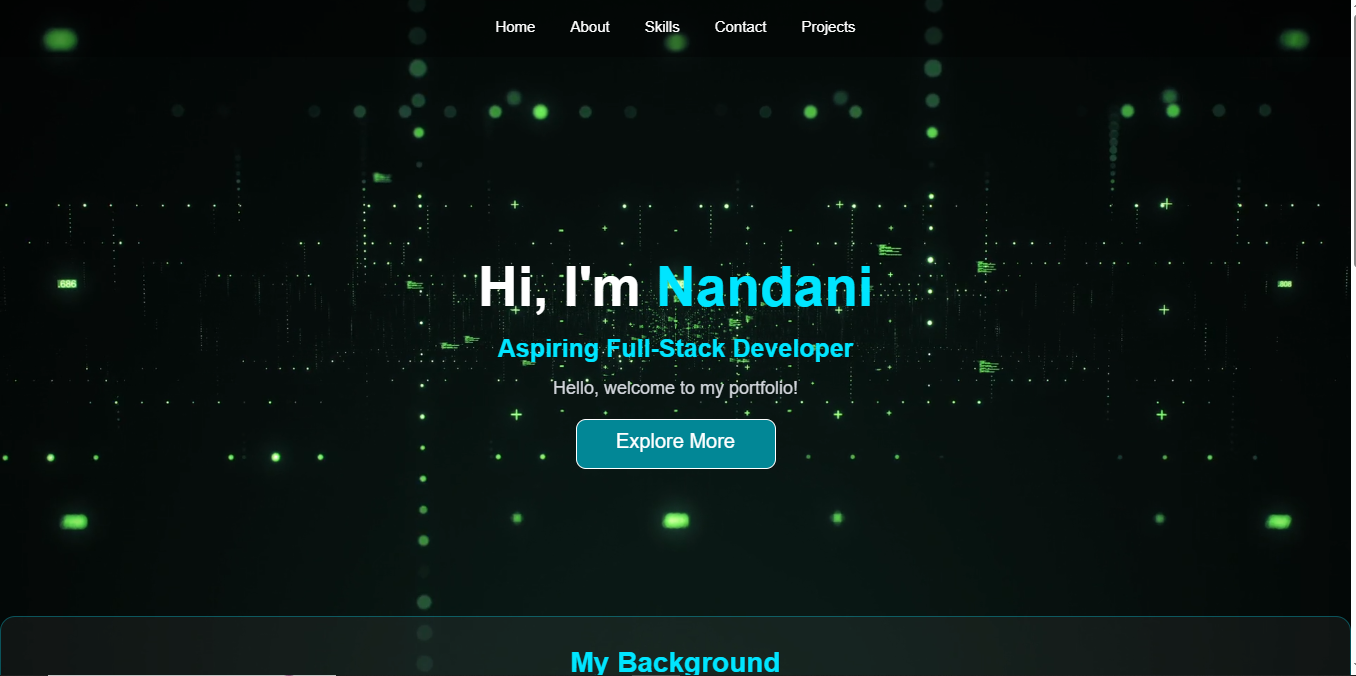 Home About Skills Contact Projects
.686
Hi, I'm Nandani
Aspiring Full-Stack Developer
Hello, welcome to my portfolio!
Explore More
My Background